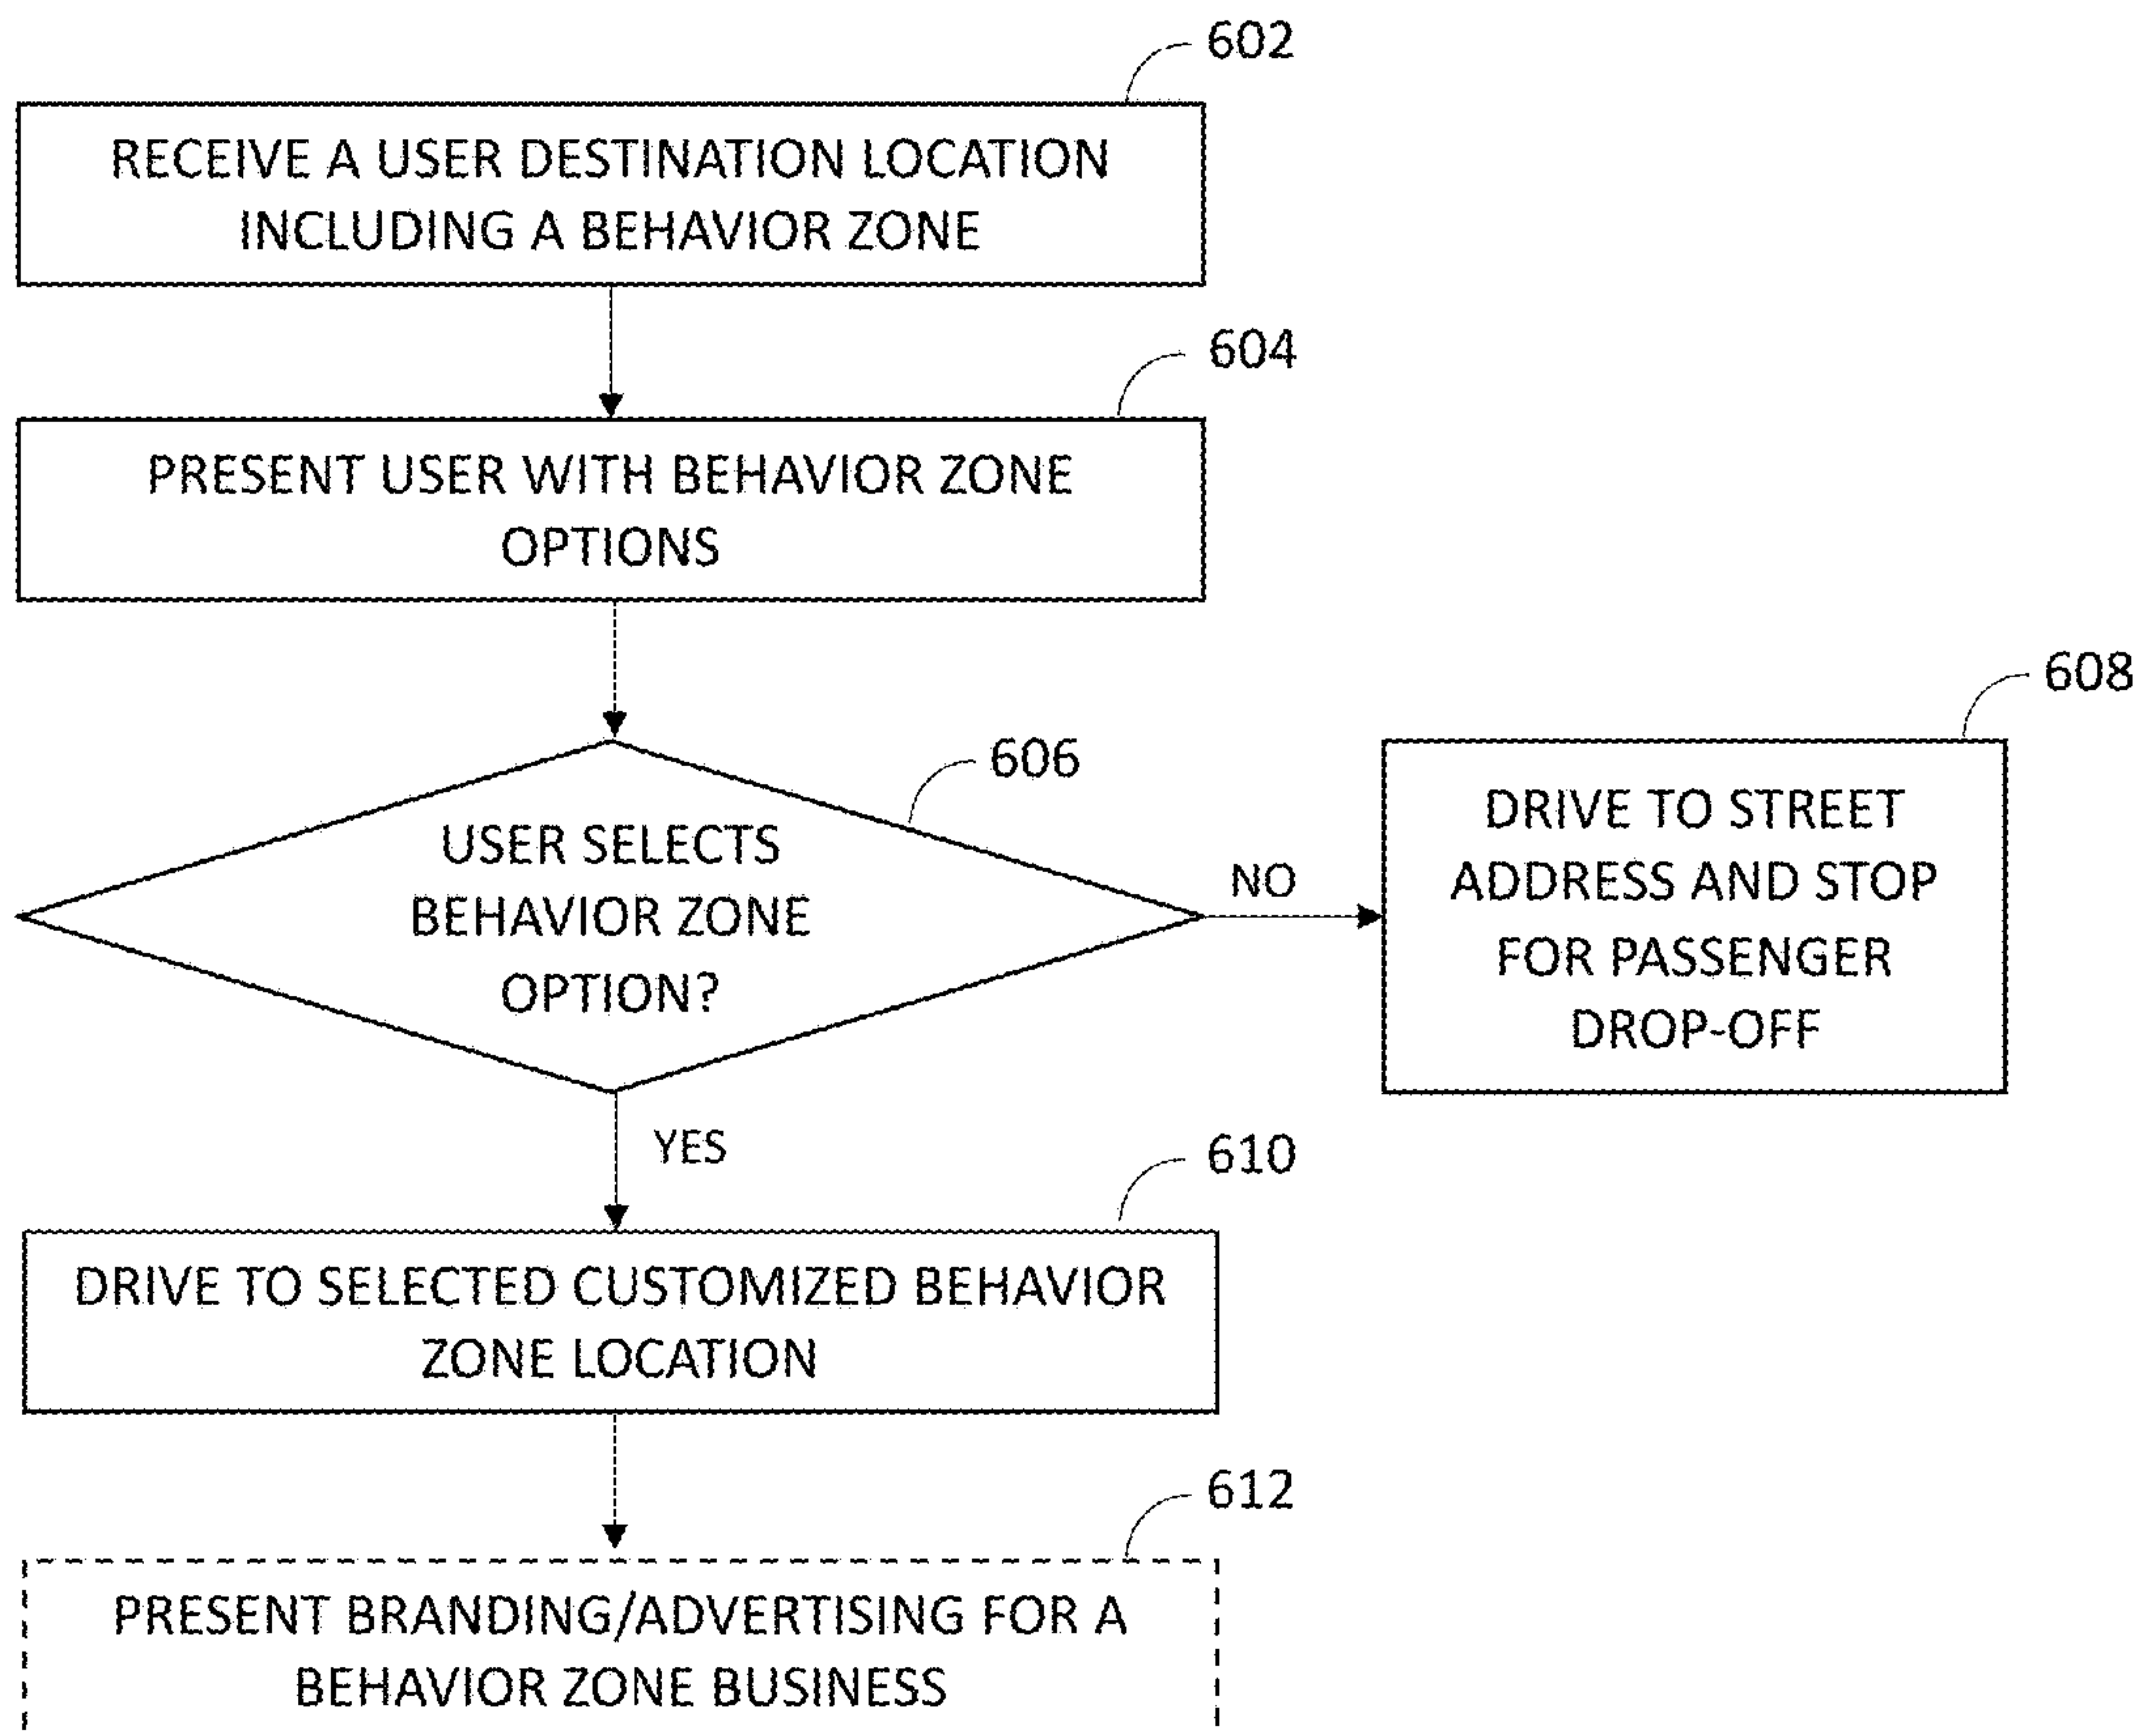 602
RECEIVE A USER DESTINATION LOCATION
INCLUDING A BEHAVIOR ZONE
604
PRESENT USER WITH BEHAVIOR ZONE
OPTIONS
606
USER SELECTS
BEHAVIOR ZONE
OPTION?
NO
608
DRIVE TO STREET
ADDRESS AND STOP
FOR PASSENGER
DROP-OFF
YES
610
DRIVE TO SELECTED CUSTOMIZED BEHAVIOR
ZONE LOCATION
612
PRESENT BRANDING/ADVERTISING FOR A
BEHAVIOR ZONE BUSINESS